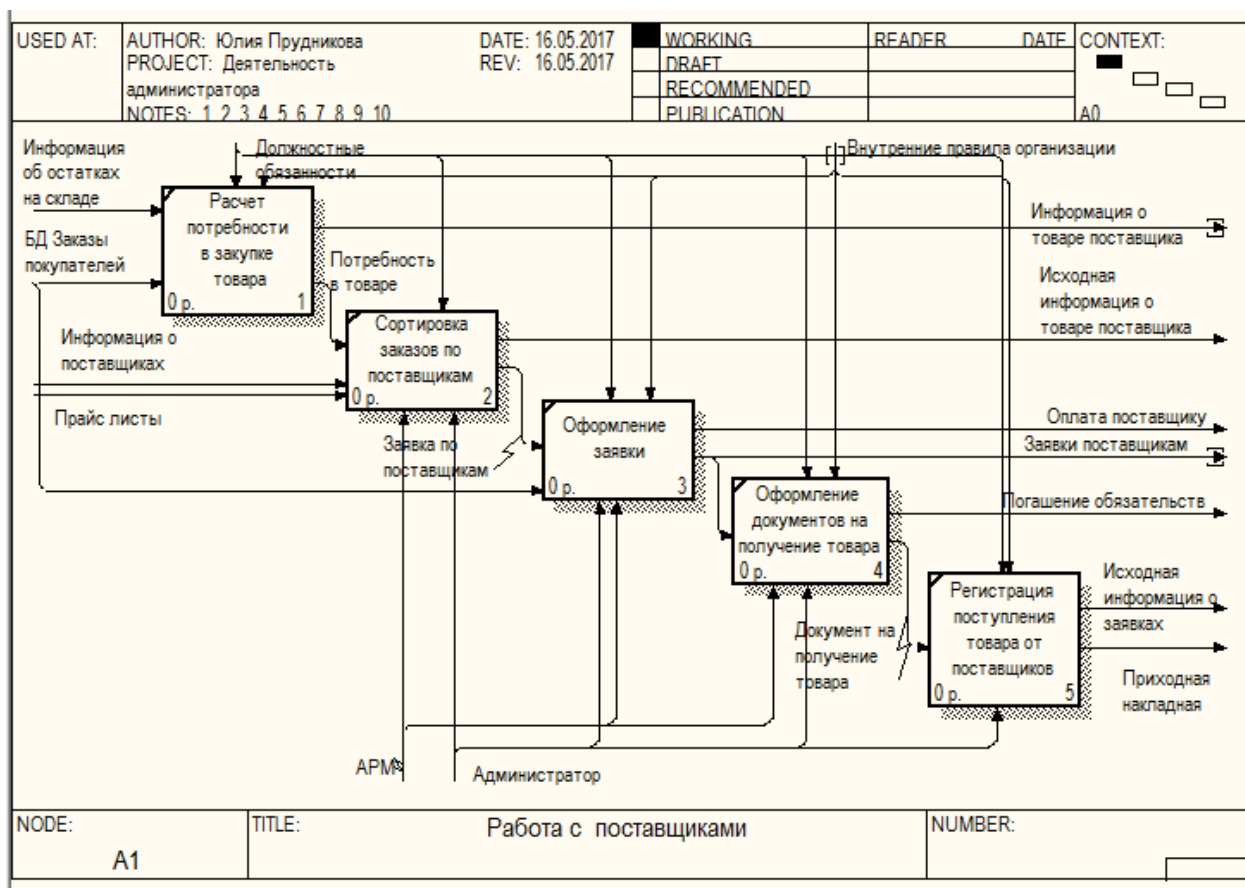 USED AT:
AUTHOR: Юлия Прудникова
DATE: 16.05.2017
PROJECT: Деятельность
администратора
REV: 16.05.2017
NOTES: 1 2 3 4 5 6 7 8 9 10
WORKING
DRAFT
RECOMMENDED
PUBLICATION
READER
DATE
CONTEXT:
A0
Информация
об остатках
на складе
Должностные
обязанности
Внутренние правила организации
Расчет
потребности
в закупке
товара
0 р.
1
БД Заказы
покупателей
Потребность
в товаре
Информация о
товаре поставщика
Исходная
информация о
товаре поставщика
Информация о
поставщиках
Сортировка
заказов по
поставщикам
0 р.
2
Прайс листы
Заявка по
поставщикам
Оформление
заявки
0 р.
3
Оплата поставщику
Заявки поставщикам
Оформление
документов на
получение товара
0 р.
4
Погашение обязательств
Документ на
получение
товара
Регистрация
поступления
товара от
поставщиков
0 р.
5
Исходная
информация о
заявках
Приходная
накладная
АРМ
Администратор
NODE:
A1
TITLE:
Работа с поставщиками
NUMBER: